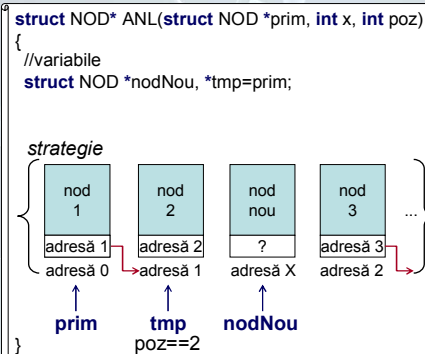 struct NOD* ANL(struct NOD *prim, int x, int poz)
{
//variabile
struct NOD *nodNou, *tmp=prim;
strategie
nod 1 nod 2 nod nou nod 3 ...
adresă 1 adresă 2 ? adresă 3
adresă 0 adresă 1 adresă X adresă 2
prim tmp nodNou
poz==2
}